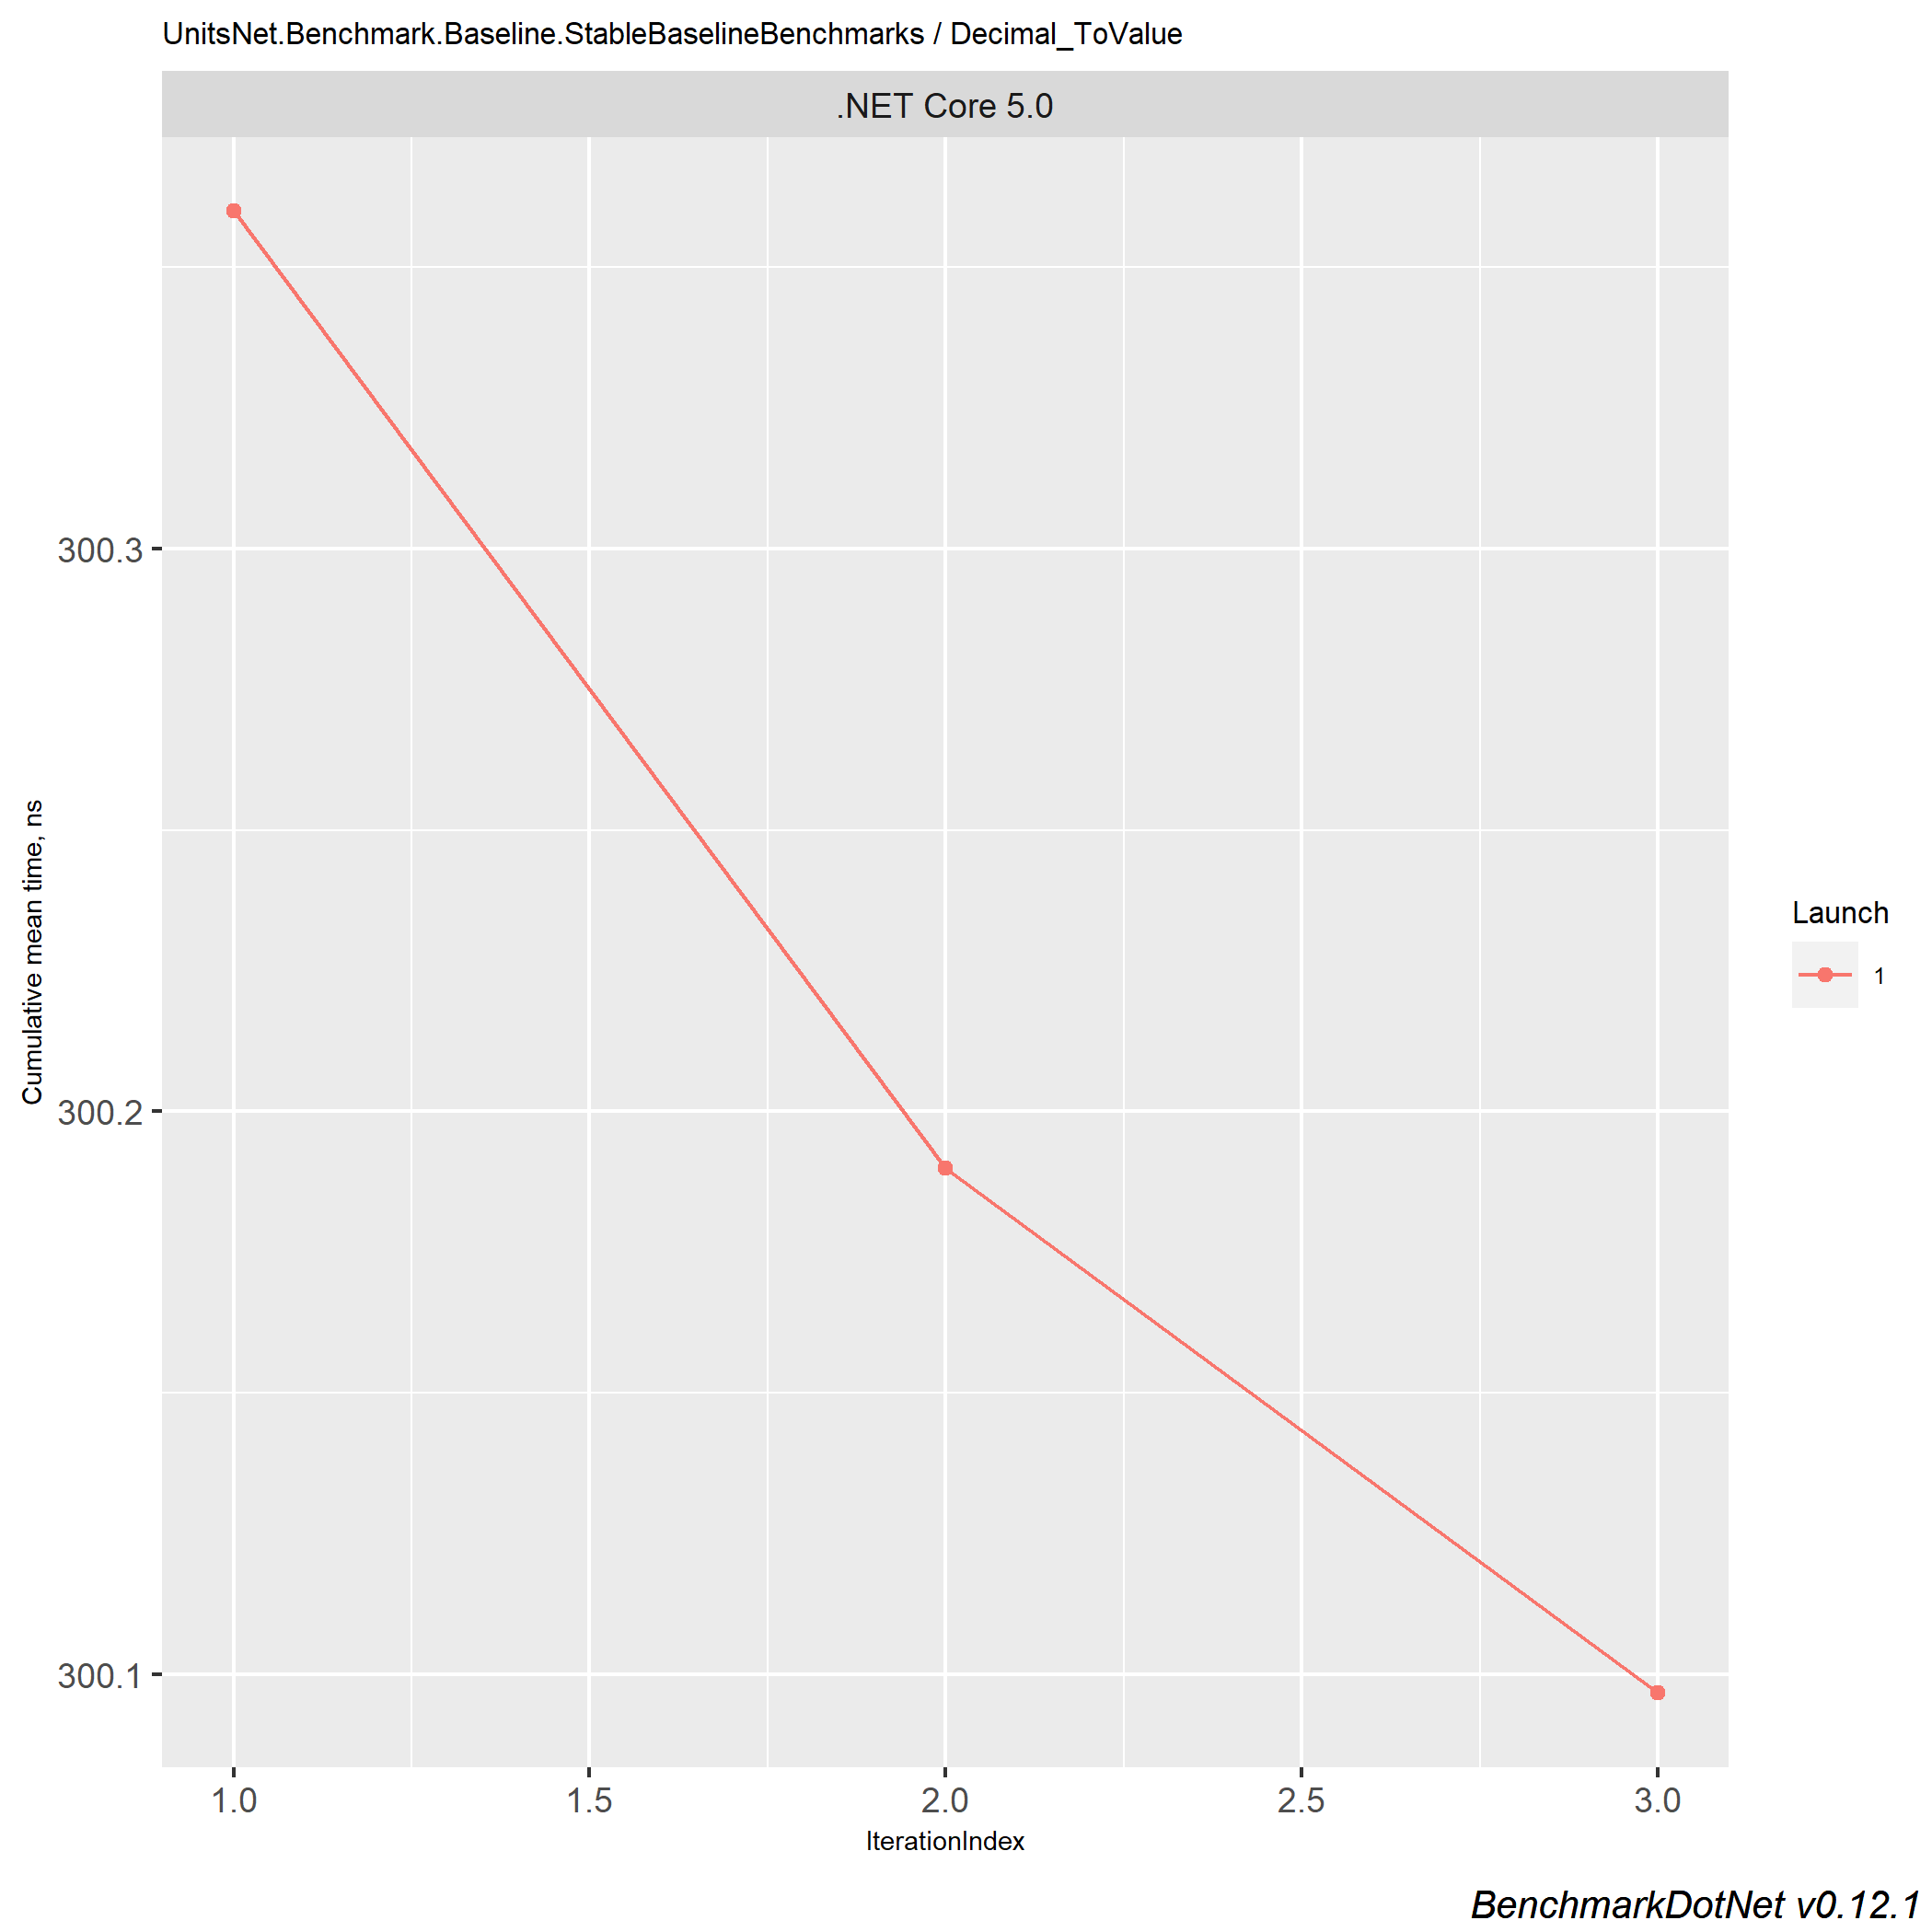 UnitsNet.Benchmark.Baseline.StableBaselineBenchmarks / Decimal_ToValue
.NET Core 5.0
Cumulative mean time, ns
300.3
300.2
300.1
1.0 1.5 2.0 2.5 3.0
IterationIndex
Launch
1
BenchmarkDotNet v0.12.1